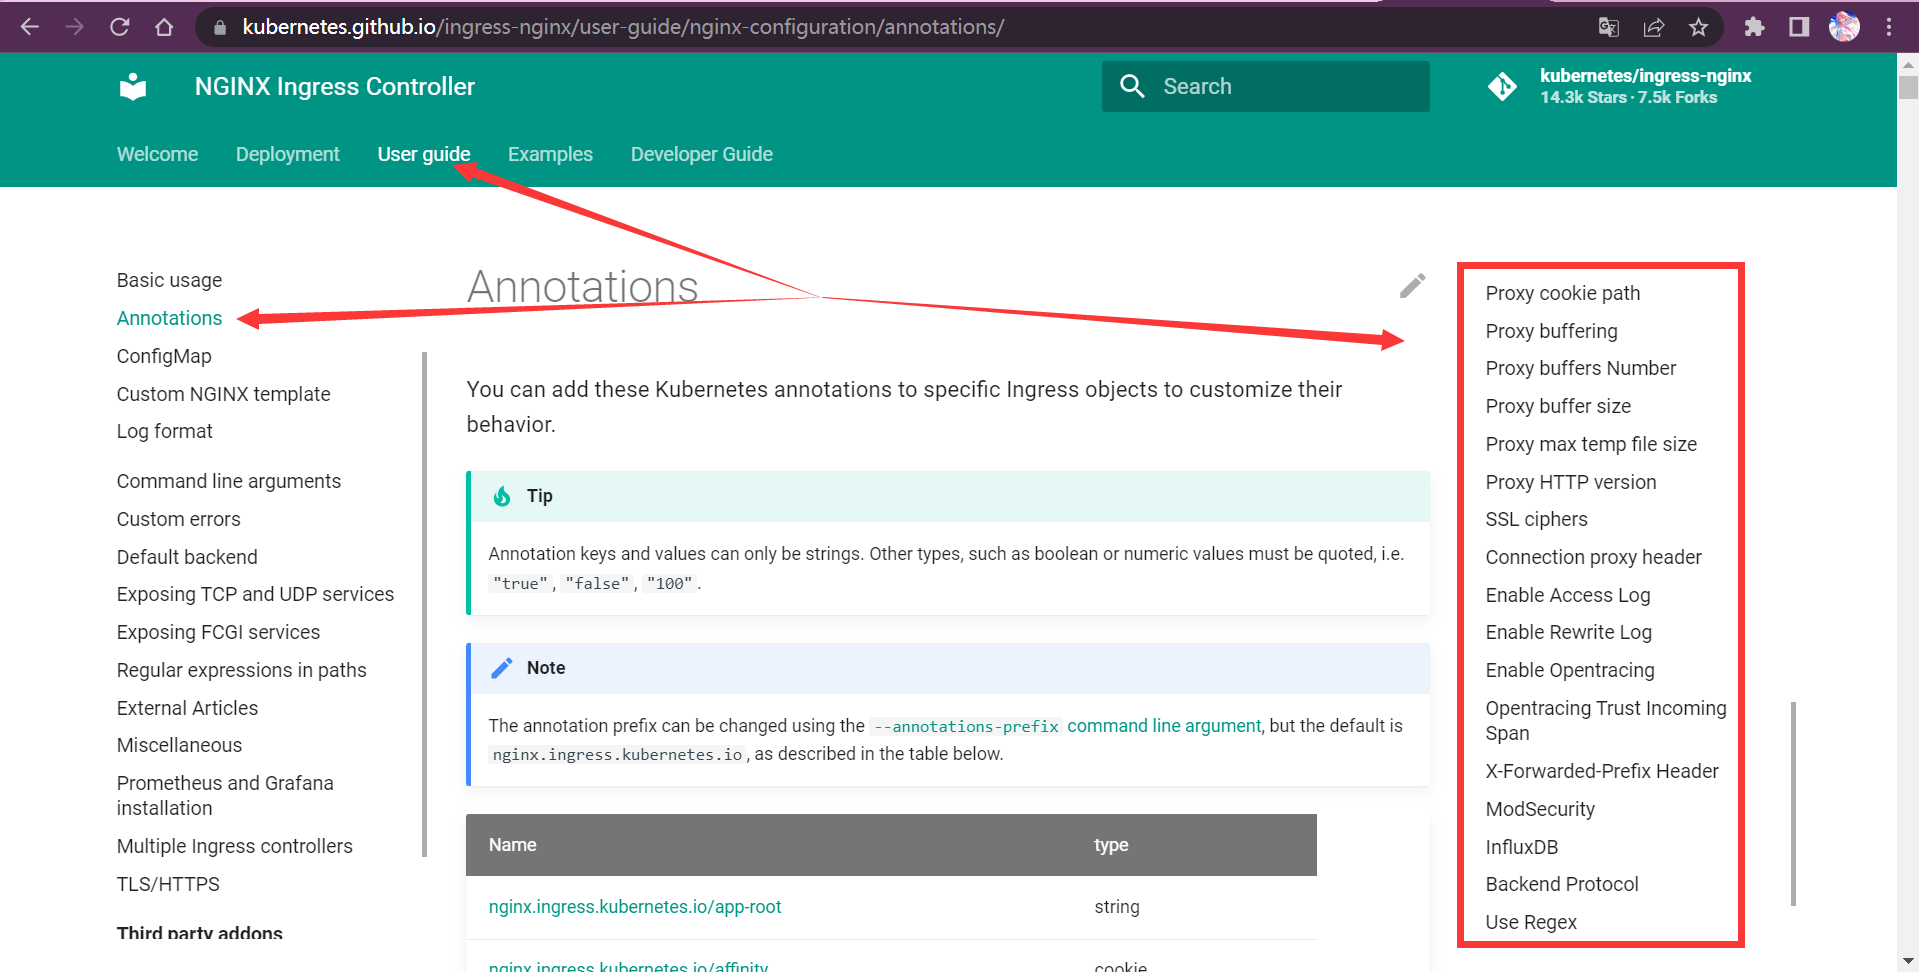 kubernetes.github.io/ingress-nginx/user-guide/nginx-configuration/annotations/
NGINX Ingress Controller
Search
kubernetes/ingress-nginx
14.3k Stars · 7.5k Forks
Welcome
Deployment
User guide
Examples
Developer Guide
Basic usage
Annotations
ConfigMap
Custom NGINX template
Log format
Command line arguments
Custom errors
Default backend
Exposing TCP and UDP services
Exposing FCGI services
Regular expressions in paths
External Articles
Miscellaneous
Prometheus and Grafana
installation
Multiple Ingress controllers
TLS/HTTPS
Third party addons
Annotations
You can add these Kubernetes annotations to specific Ingress objects to customize their
behavior.
Tip
Annotation keys and values can only be strings. Other types, such as boolean or numeric values must be quoted, i.e.
"true", "false", "100".
Note
The annotation prefix can be changed using the --annotations-prefix command line argument, but the default is
nginx.ingress.kubernetes.io, as described in the table below.
Name type
nginx.ingress.kubernetes.io/app-root string
nginx.ingress.kubernetes.io/affinity cookie
Proxy cookie path
Proxy buffering
Proxy buffers Number
Proxy buffer size
Proxy max temp file size
Proxy HTTP version
SSL ciphers
Connection proxy header
Enable Access Log
Enable Rewrite Log
Enable Opentracing
Opentracing Trust Incoming
Span
X-Forwarded-Prefix Header
ModSecurity
InfluxDB
Backend Protocol
Use Regex